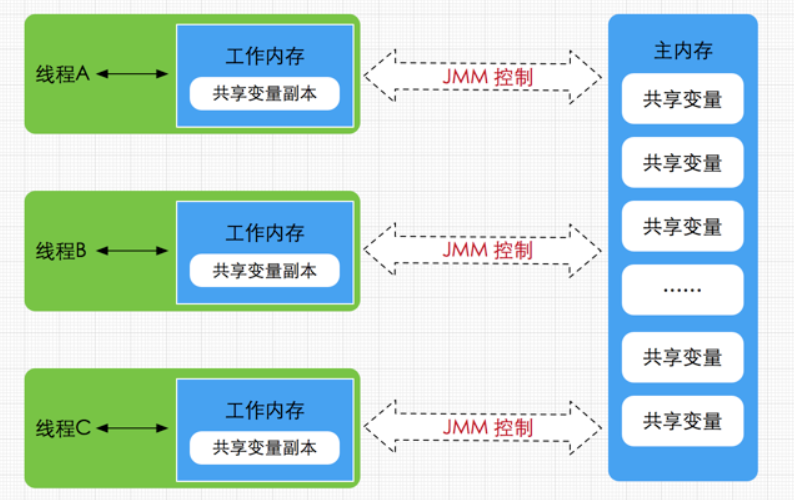 线程A
工作内存
共享变量副本
JMM 控制
线程B
工作内存
共享变量副本
JMM 控制
线程C
工作内存
共享变量副本
JMM 控制
主内存
共享变量
共享变量
共享变量
……
共享变量
共享变量